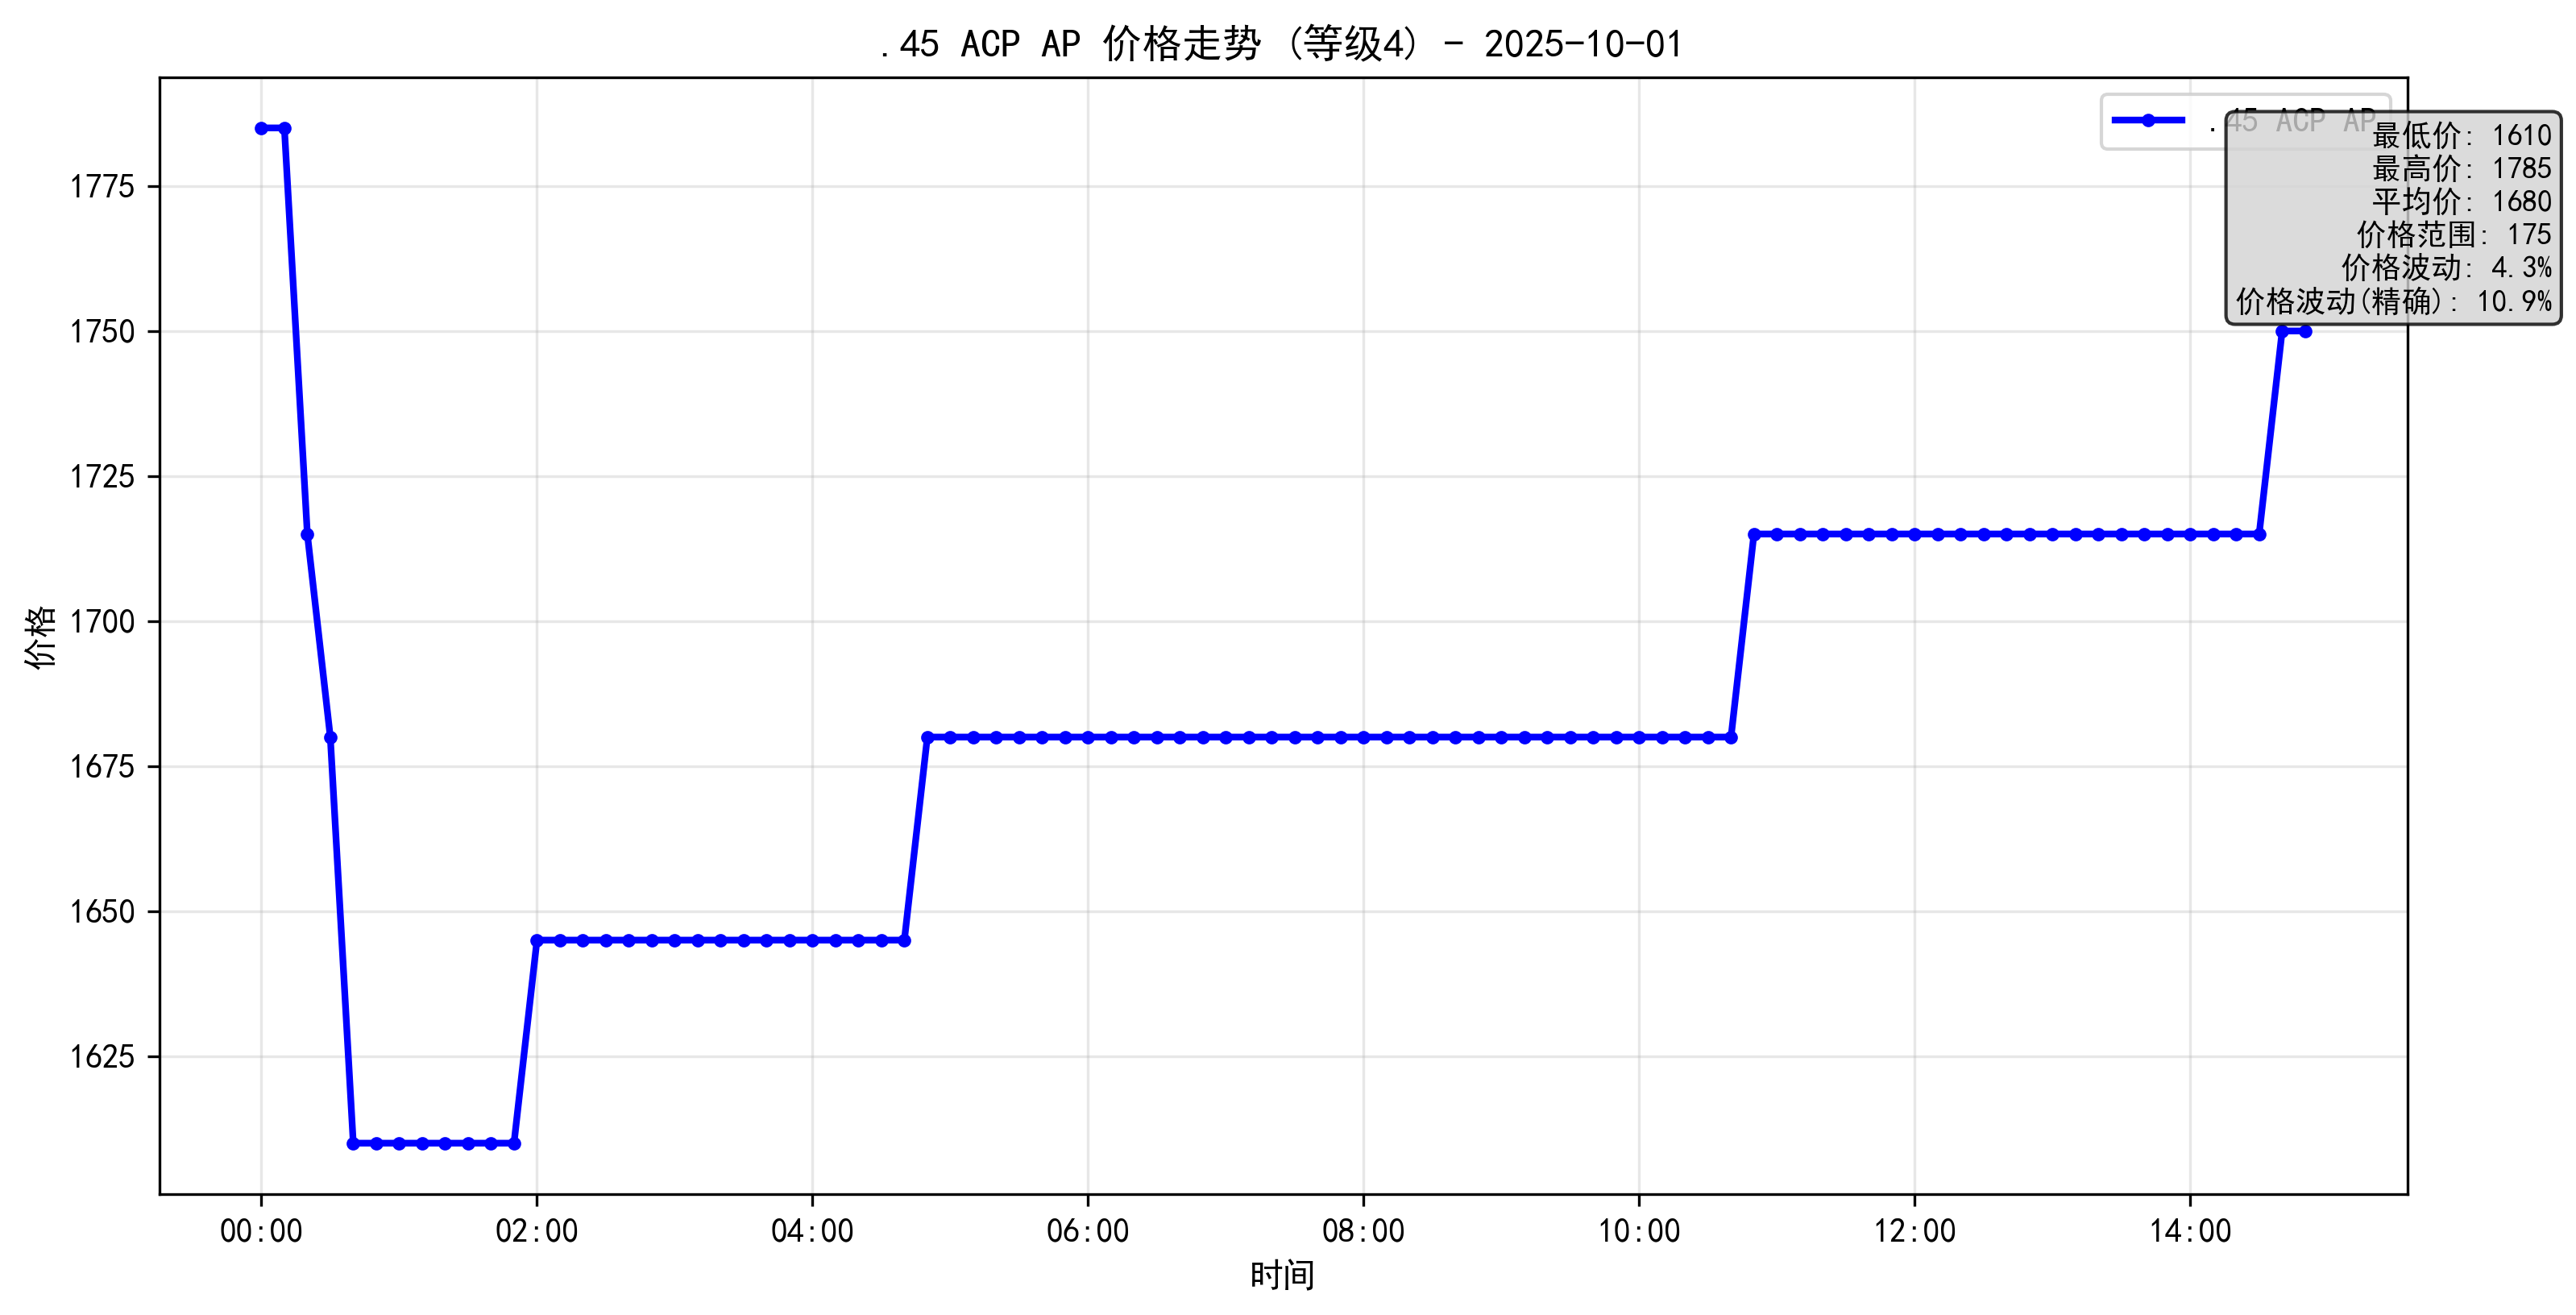 .45 ACP AP 价格走势 (等级4) - 2025-10-01
.45 ACP AP
最低价: 1610
最高价: 1785
平均价: 1680
价格范围: 175
价格波动: 4.3%
价格波动(精确): 10.9%
价格
1775
1750
1725
1700
1675
1650
1625
00:00 02:00 04:00 06:00 08:00 10:00 12:00 14:00
时间